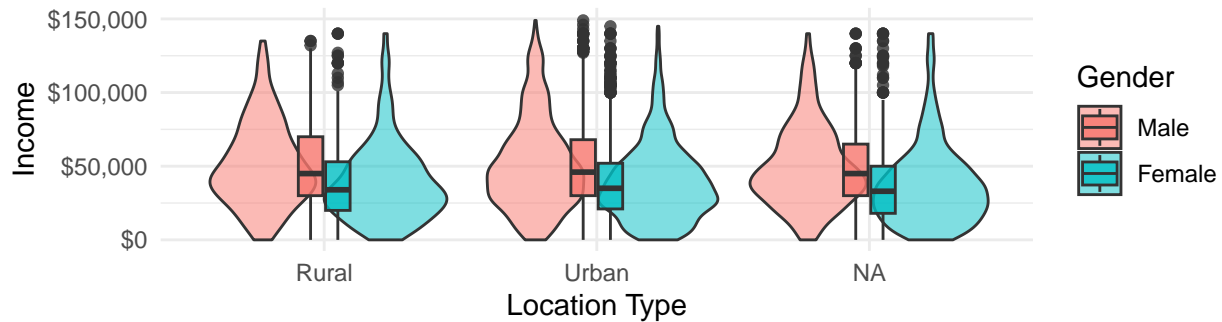 $150,000
$100,000
$50,000
$0
Income
Rural
Urban
NA
Location Type
Gender
Male
Female